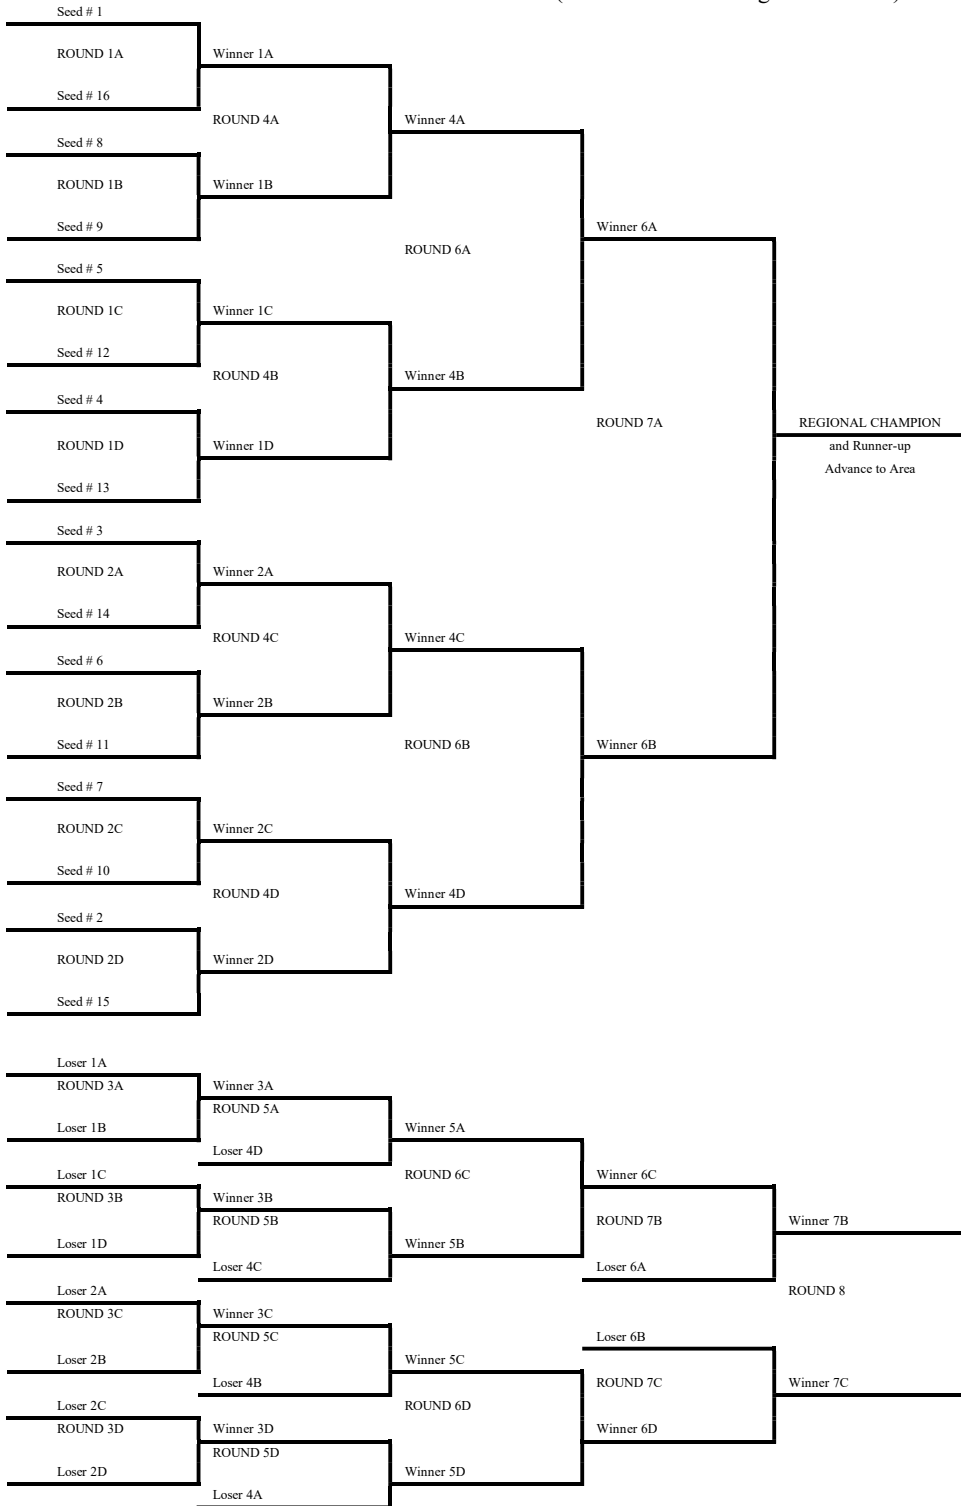 Seed # 1
ROUND 1A
Winner 1A
Seed # 16
ROUND 4A
Winner 4A
Seed # 8
ROUND 1B
Winner 1B
Seed # 9
Winner 6A
ROUND 6A
Seed # 5
ROUND 1C
Winner 1C
Seed # 12
ROUND 4B
Winner 4B
Seed # 4
ROUND 7A
REGIONAL CHAMPION
ROUND 1D
Winner 1D
and Runner-up
Advance to Area
Seed # 13
Seed # 3
ROUND 2A
Winner 2A
Seed # 14
ROUND 4C
Winner 4C
Seed # 6
ROUND 2B
Winner 2B
Seed # 11
ROUND 6B
Winner 6B
Seed # 7
ROUND 2C
Winner 2C
Seed # 10
ROUND 4D
Winner 4D
Seed # 2
ROUND 2D
Winner 2D
Seed # 15
Loser 1A
ROUND 3A
Winner 3A
ROUND 5A
Loser 1B
Winner 5A
Loser 4D
Loser 1C
ROUND 6C
Winner 6C
ROUND 3B
Winner 3B
ROUND 5B
ROUND 7B
Winner 7B
Loser 1D
Winner 5B
Loser 4C
Loser 6A
Loser 2A
ROUND 8
ROUND 3C
Winner 3C
ROUND 5C
Loser 6B
Loser 2B
Winner 5C
Loser 4B
ROUND 7C
Winner 7C
Loser 2C
ROUND 6D
ROUND 3D
Winner 3D
Winner 6D
ROUND 5D
Loser 2D
Winner 5D
Loser 4A